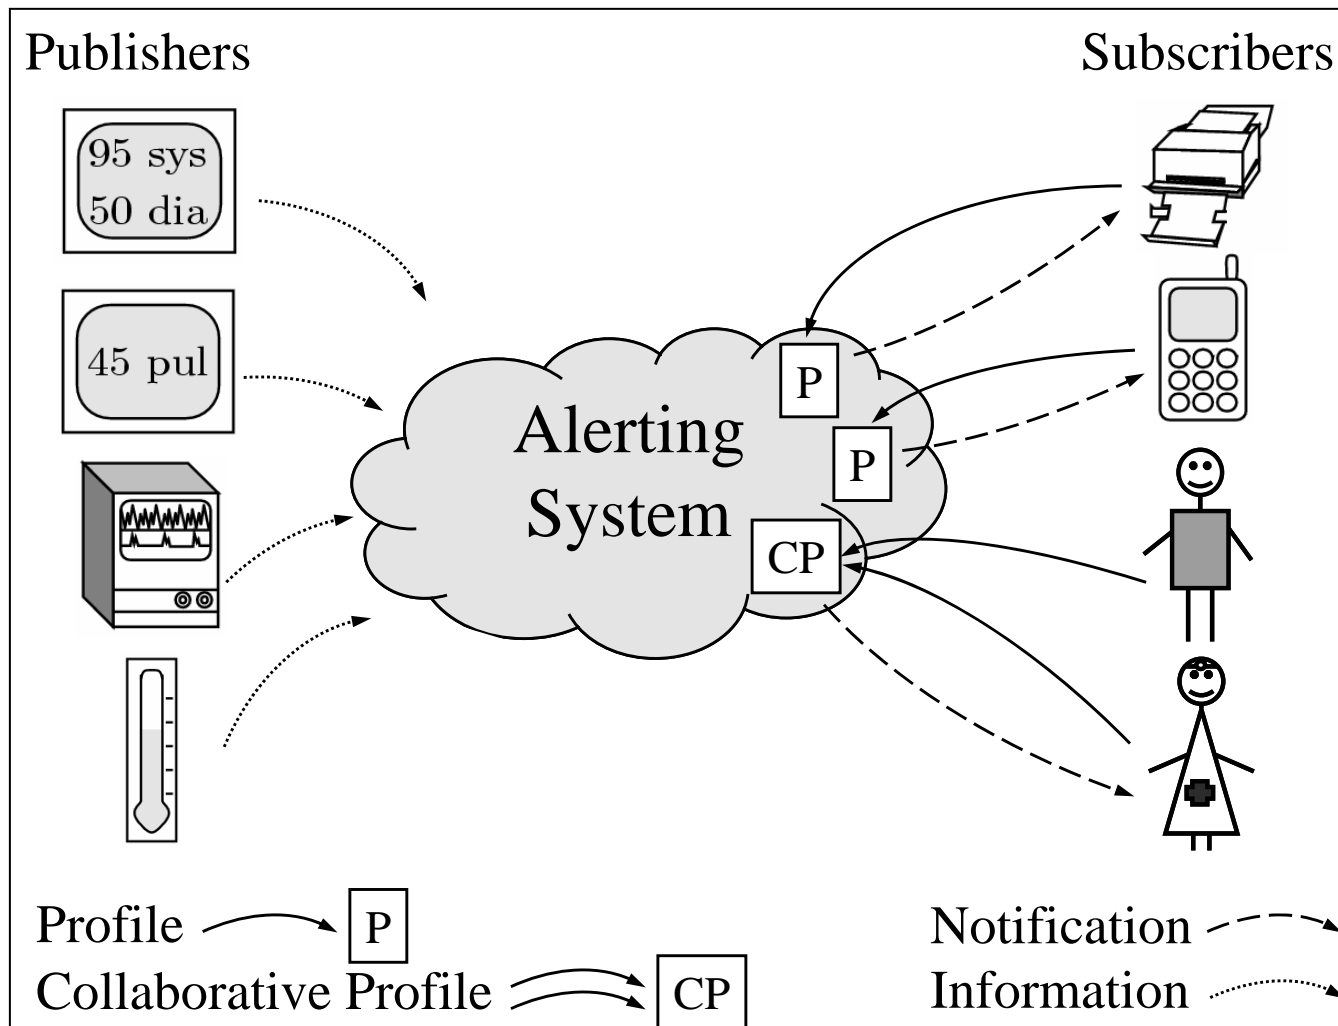 Publishers
Subscribers
95 sys
50 dia
45 pul
Alerting
System
P
P
CP
Profile
P
Collaborative Profile
CP
Notification
Information